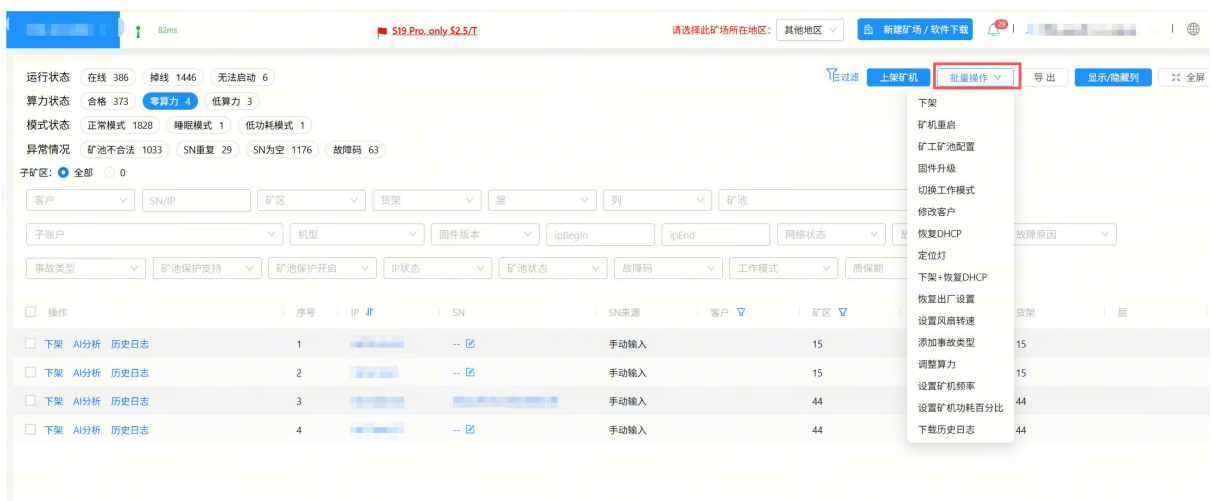 82ms S19 Pro, only $2.5/T 请选择此矿场所在地区： 其他地区 新建矿场 / 软件下载 29
运行状态 在线 386 掉线 1446 无法启动 6 过滤 上架矿机 批量操作 导出 显示/隐藏列 全屏
算力状态 合格 373 零算力 4 低算力 3
模式状态 正常模式 1828 睡眠模式 1 低功耗模式 1
异常情况 矿池不合法 1033 SN重复 29 SN为空 1176 故障码 63
子矿区： 全部 0
客户 SN/IP 矿区 货架 层 列 矿池
子账户 机型 固件版本 ipBegin ipEnd 网络状态 故障原因
事故类型 矿池保护支持 矿池保护开启 IP状态 矿池状态 故障码 工作模式 质保期
操作 序号 IP SN SN来源 客户 矿区 货架 层
下架 AI分析 历史日志 1 -- 手动输入 15 15
下架 AI分析 历史日志 2 -- 手动输入 15 15
下架 AI分析 历史日志 3 手动输入 44 44
下架 AI分析 历史日志 4 -- 手动输入 44 44
下架
矿机重启
矿工矿池配置
固件升级
切换工作模式
修改客户
恢复DHCP
定位灯
下架+恢复DHCP
恢复出厂设置
设置风扇转速
添加事故类型
调整算力
设置矿机频率
设置矿机功耗百分比
下载历史日志